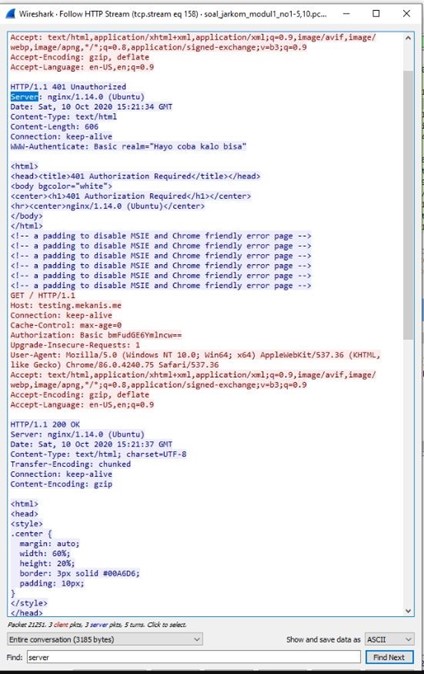 Wireshark · Follow HTTP Stream (tcp.stream eq 158) · soal_jarkom_modul1_no1-5,10.pc...
Accept: text/html,application/xhtml+xml,application/xml;q=0.9,image/avif,image/
webp,image/apng,*/*;q=0.8,application/signed-exchange;v=b3;q=0.9
Accept-Encoding: gzip, deflate
Accept-Language: en-US,en;q=0.9
HTTP/1.1 401 Unauthorized
Server: nginx/1.14.0 (Ubuntu)
Date: Sat, 10 Oct 2020 15:21:34 GMT
Content-Type: text/html
Content-Length: 606
Connection: keep-alive
WWW-Authenticate: Basic realm="Hayo coba kalo bisa"
<html>
<head><title>401 Authorization Required</title></head>
<body bgcolor="white">
<center><h1>401 Authorization Required</h1></center>
<hr><center>nginx/1.14.0 (Ubuntu)</center>
</body>
</html>
<!-- a padding to disable MSIE and Chrome friendly error page -->
<!-- a padding to disable MSIE and Chrome friendly error page -->
<!-- a padding to disable MSIE and Chrome friendly error page -->
<!-- a padding to disable MSIE and Chrome friendly error page -->
<!-- a padding to disable MSIE and Chrome friendly error page -->
<!-- a padding to disable MSIE and Chrome friendly error page -->
GET / HTTP/1.1
Host: testing.mekanis.me
Connection: keep-alive
Cache-Control: max-age=0
Authorization: Basic
Upgrade-Insecure-Requests: 1
User-Agent: Mozilla/5.0 (Windows NT 10.0; Win64; x64) AppleWebKit/537.36 (KHTML,
like Gecko) Chrome/86.0.4240.75 Safari/537.36
Accept: text/html,application/xhtml+xml,application/xml;q=0.9,image/avif,image/
webp,image/apng,*/*;q=0.8,application/signed-exchange;v=b3;q=0.9
Accept-Encoding: gzip, deflate
Accept-Language: en-US,en;q=0.9
HTTP/1.1 200 OK
Server: nginx/1.14.0 (Ubuntu)
Date: Sat, 10 Oct 2020 15:21:37 GMT
Content-Type: text/html; charset=UTF-8
Transfer-Encoding: chunked
Connection: keep-alive
Content-Encoding: gzip
<html>
<head>
<style>
.center {
margin: auto;
width: 60%;
height: 20%;
border: 3px solid #00A6D6;
padding: 10px;
}
</style>
</head>
Packet 21251. 3 client pkts, 3 server pkts, 5 turns. Click to select.
Entire conversation (3185 bytes)
Show and save data as ASCII
Find: server
Find Next